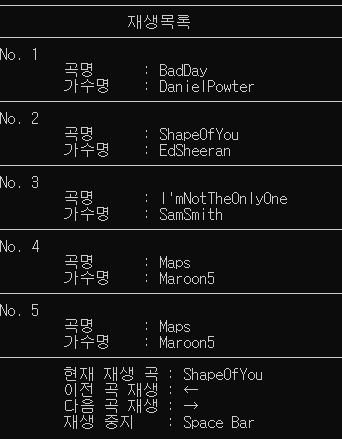 재생목록
No. 1
곡명 : BadDay
가수명 : DanielPowter
No. 2
곡명 : ShapeOfYou
가수명 : EdSheeran
No. 3
곡명 : I'mNotTheOnlyOne
가수명 : SamSmith
No. 4
곡명 : Maps
가수명 : Maroon5
No. 5
곡명 : Maps
가수명 : Maroon5
현재 재생 곡 : ShapeOfYou
이전 곡 재생 : ←
다음 곡 재생 : →
재생 중지 : Space Bar